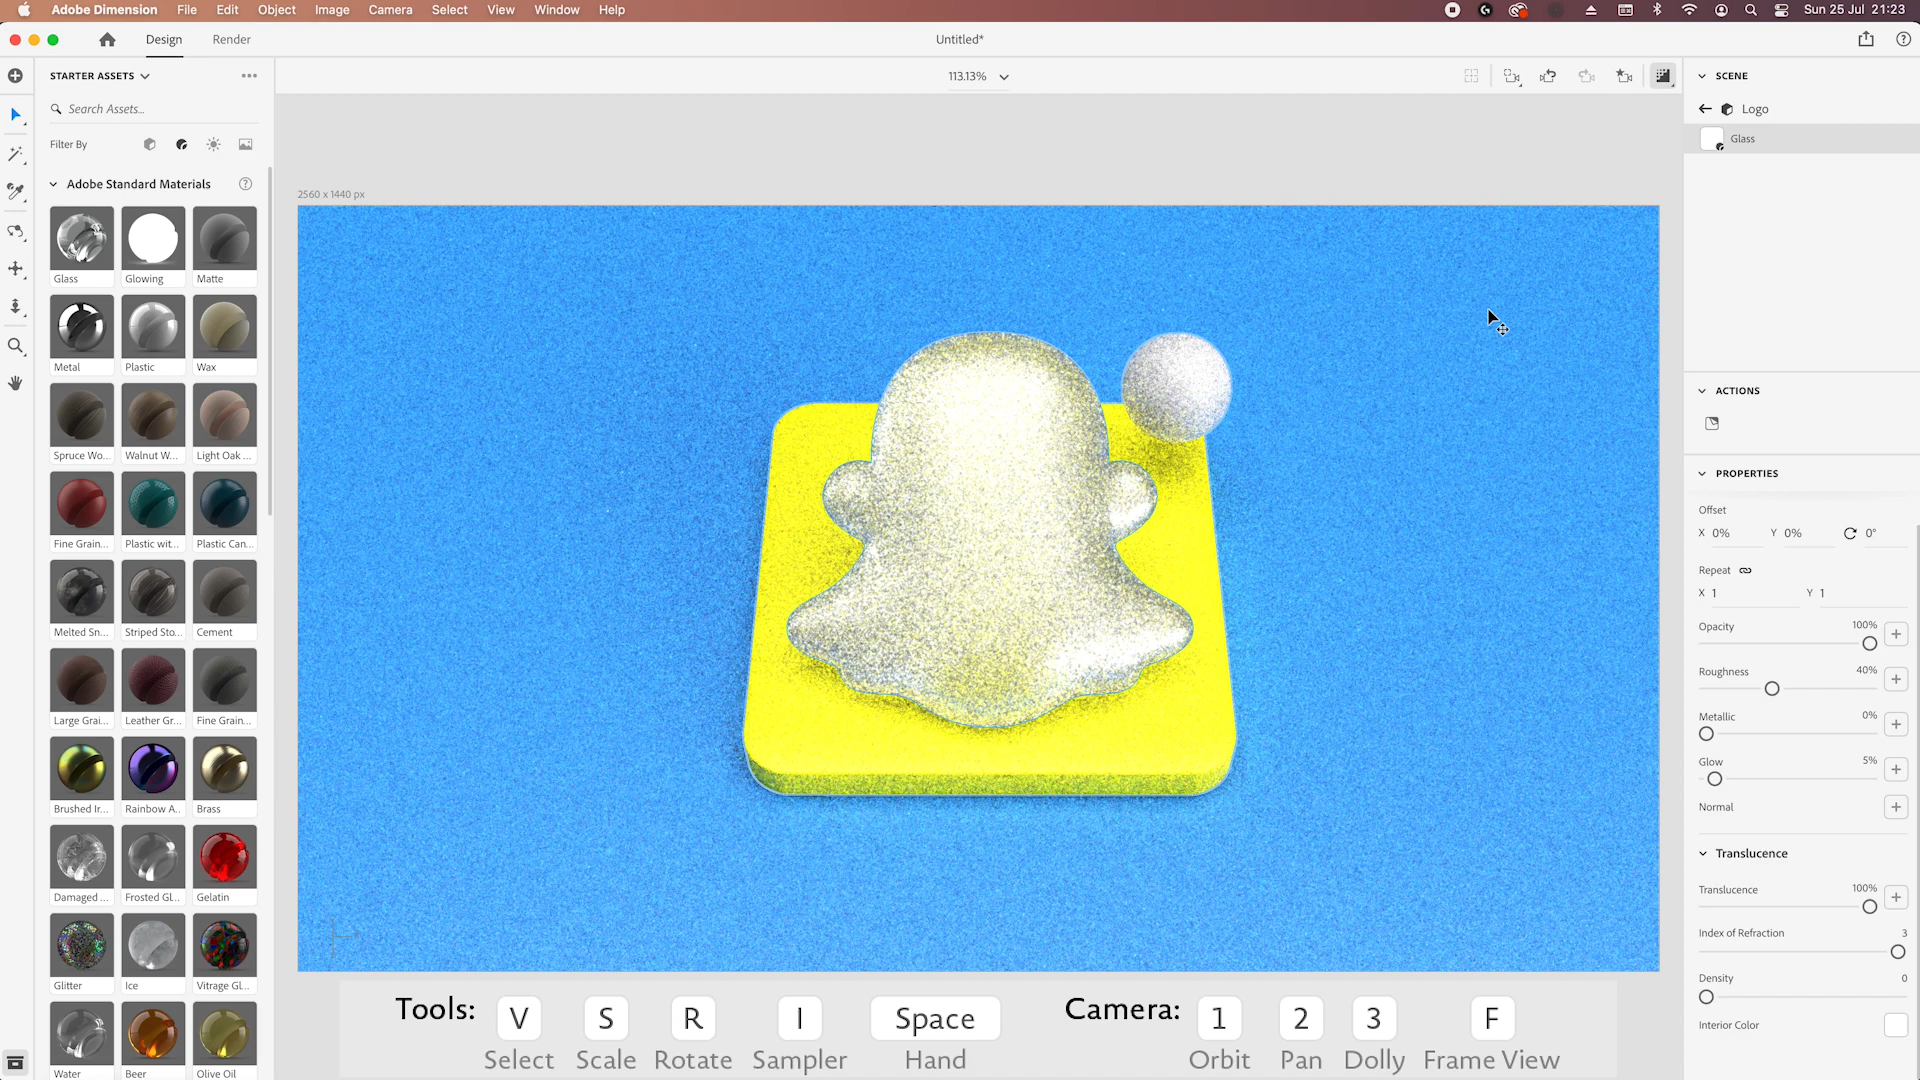 Adobe Dimension File Edit Object Image Camera Select View Window Help Sun 25 Jul 21:23
Design Render Untitled*
STARTER ASSETS
113.13%
SCENE
Search Assets...
Logo
Filter By
Glass
Adobe Standard Materials
2560 x 1440 px
Glass Glowing Matte
Metal Plastic Wax
Spruce Wo... Walnut W... Light Oak ...
Fine Grain... Plastic wit... Plastic Can...
Melted Sn... Striped Sto... Cement
Large Grai... Leather Gr... Fine Grain...
Brushed Ir... Rainbow A... Brass
Damaged ... Frosted Gl... Gelatin
Glitter Ice Vitrage Gl...
Water Beer Olive Oil
ACTIONS
PROPERTIES
Offset
X 0% Y 0% 0°
Repeat
X 1 Y 1
Opacity 100%
Roughness 40%
Metallic 0%
Glow 5%
Normal
Translucence
Translucence 100%
Index of Refraction 3
Density 0
Interior Color
Tools: V S R I Space Camera: 1 2 3 F
Select Scale Rotate Sampler Hand Orbit Pan Dolly Frame View